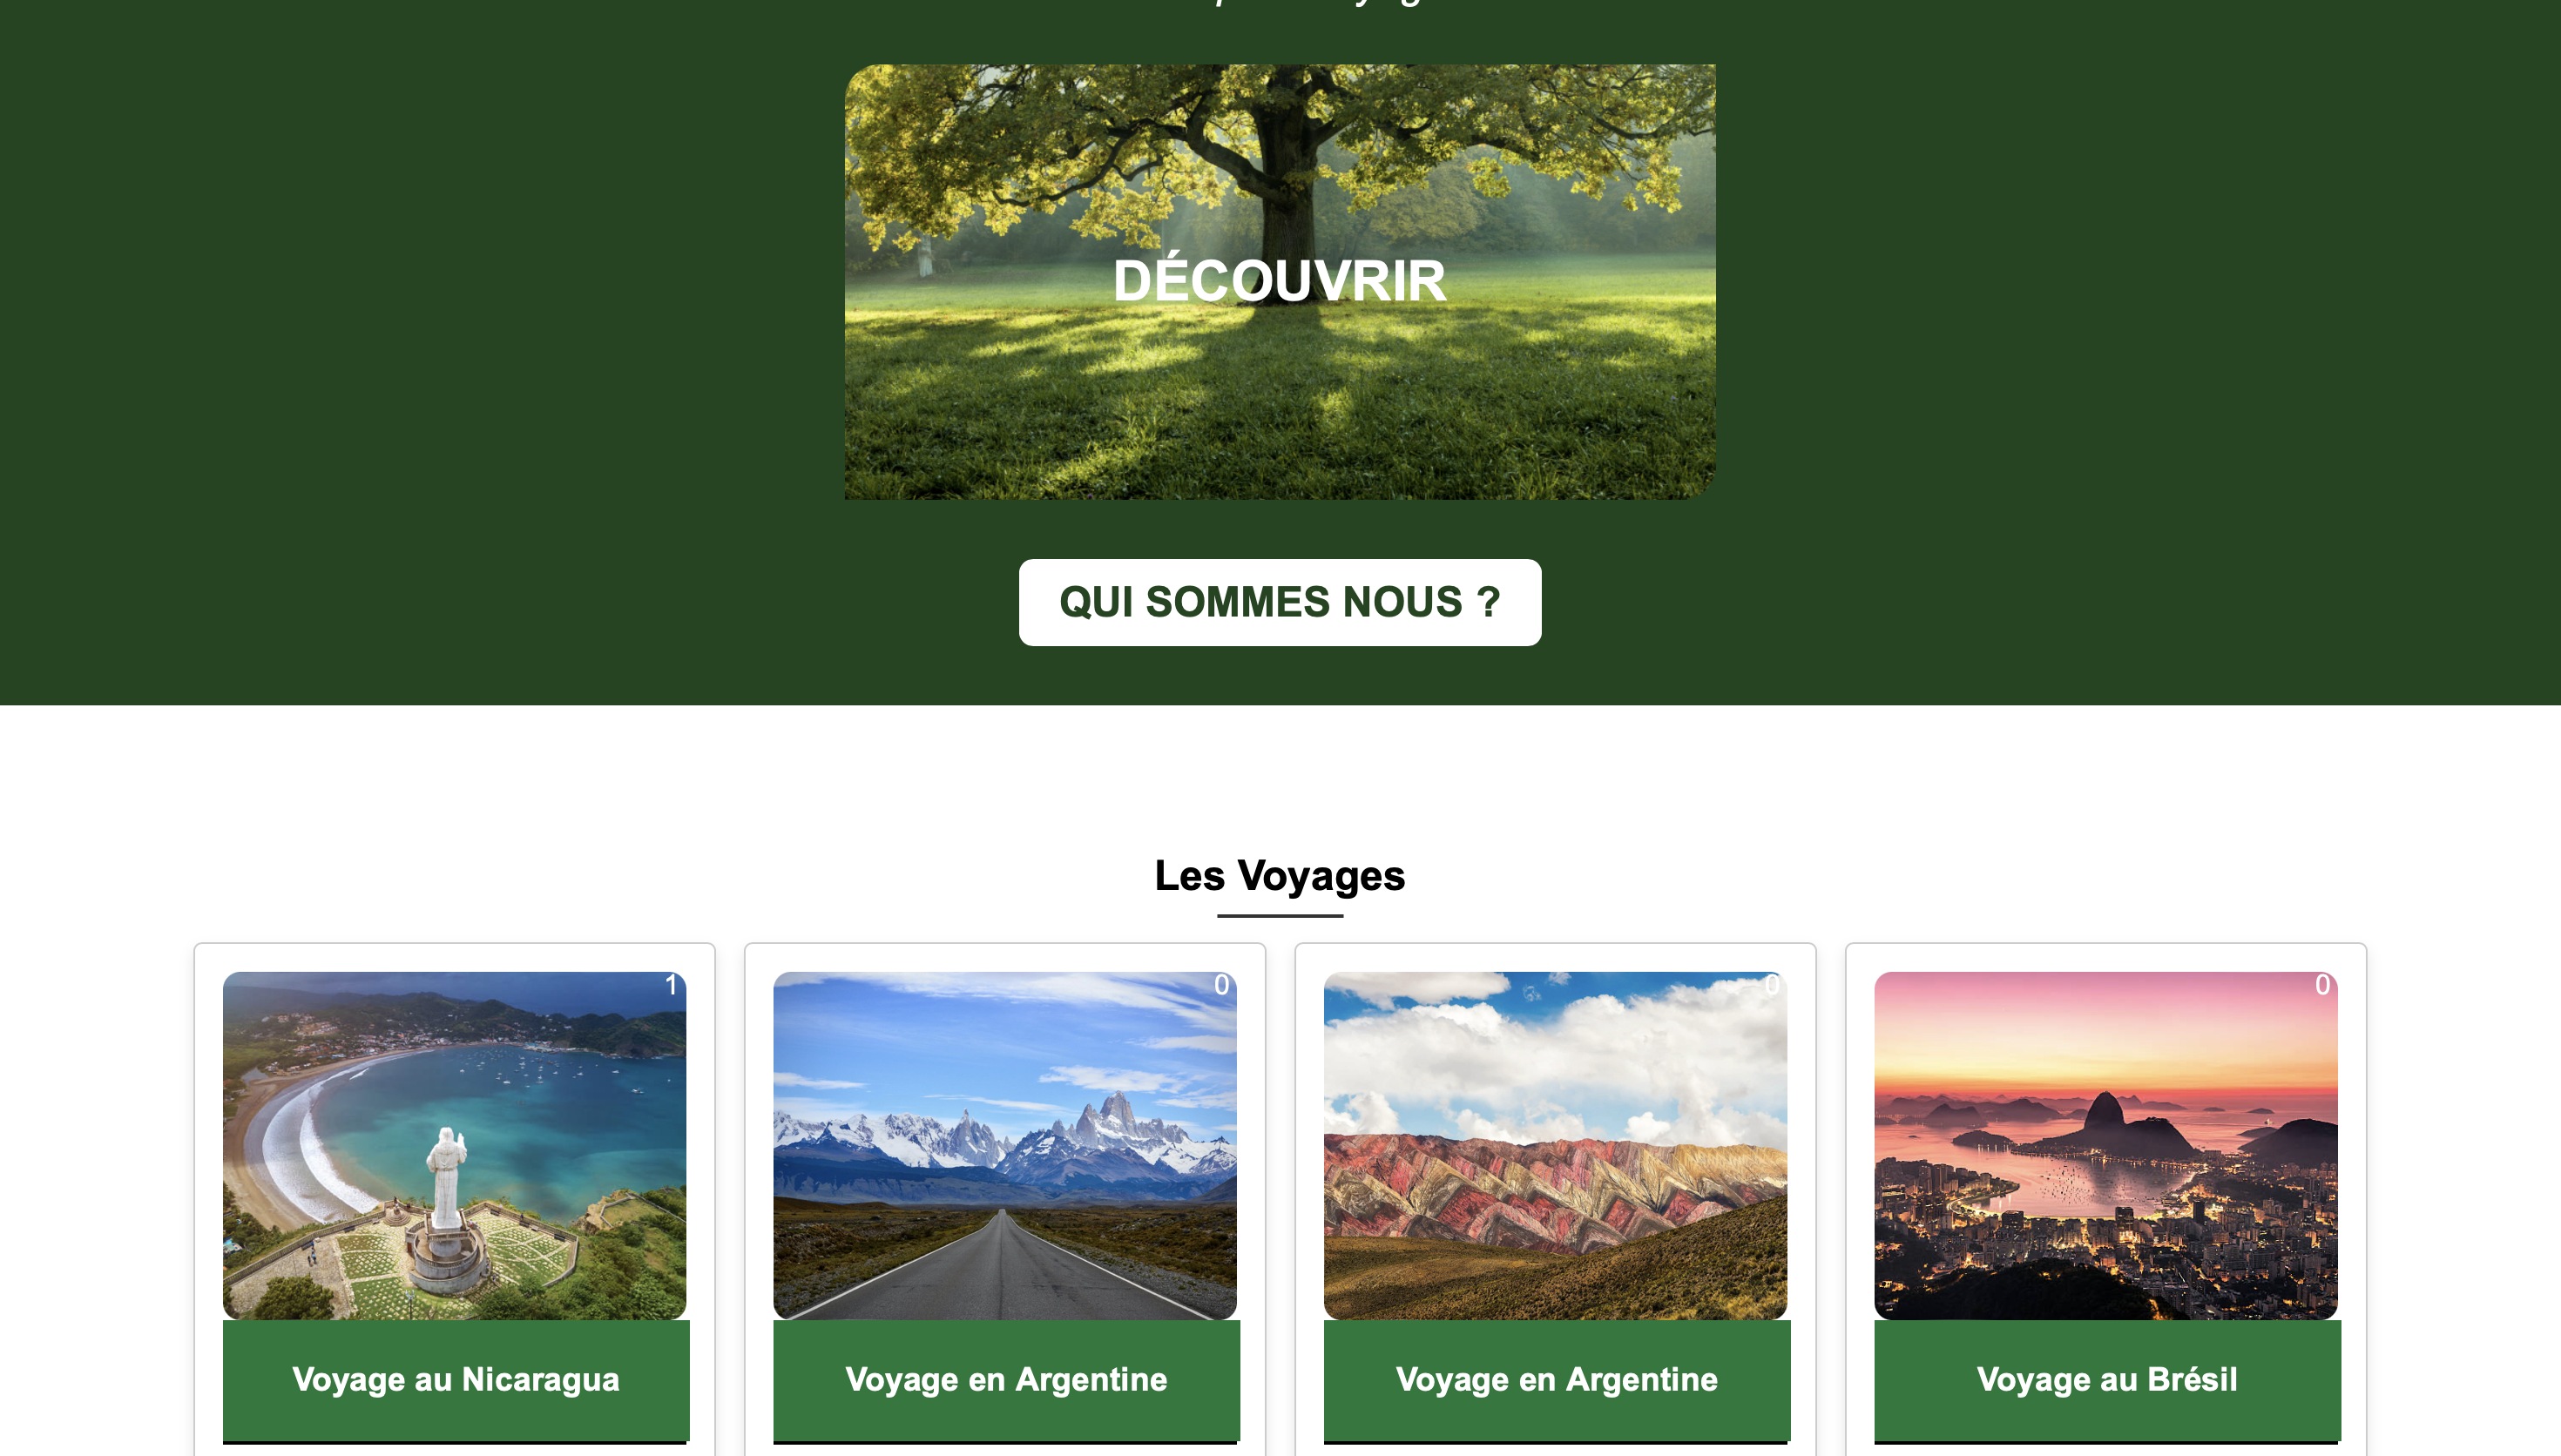 DÉCOUVRIR
QUI SOMMES NOUS ?
Les Voyages
1
0
0
0
Voyage au Nicaragua
Voyage en Argentine
Voyage en Argentine
Voyage au Brésil